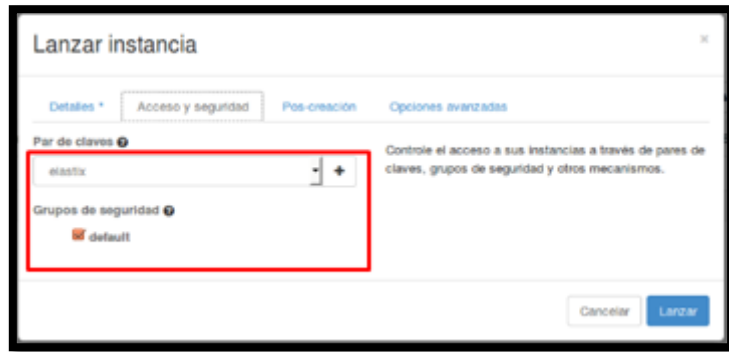 Lanzar instancia
×
Detalles * Acceso y seguridad Pos-creación Opciones avanzadas
Par de claves
elastix +
Controle el acceso a sus instancias a través de pares de
claves, grupos de seguridad y otros mecanismos.
Grupos de seguridad
default
Cancelar Lanzar